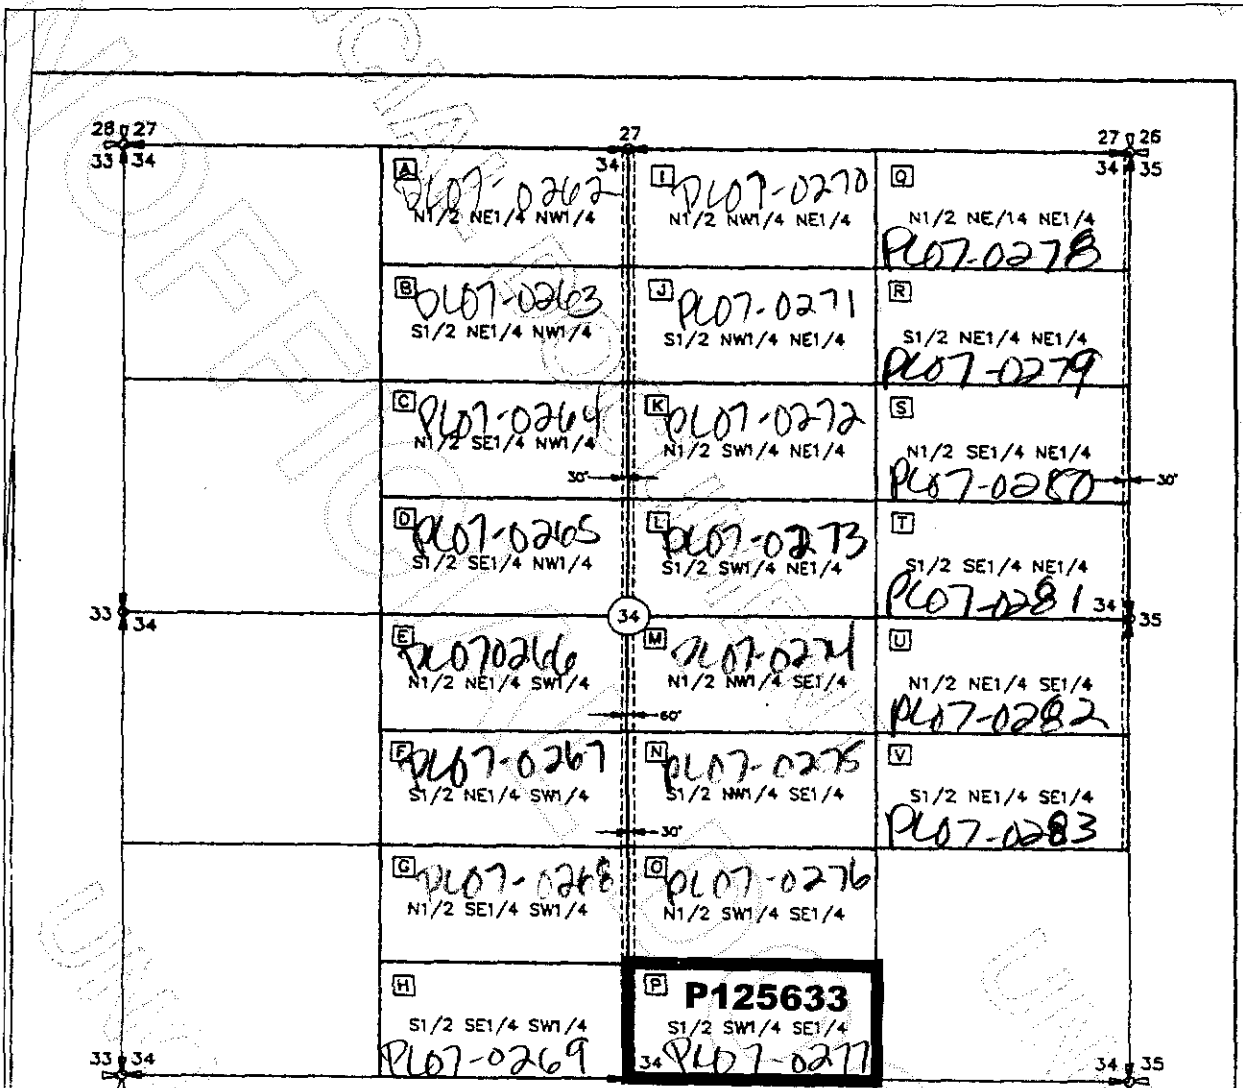 28 27
33 34
27
34
27 26
34 35
A
PL07-0262
N1/2 NE1/4 NW1/4
I
PL07-0270
N1/2 NW1/4 NE1/4
Q
N1/2 NE/14 NE1/4
PL07-0278
B
PL07-0263
S1/2 NE1/4 NW1/4
J
PL07-0271
S1/2 NW1/4 NE1/4
R
S1/2 NE1/4 NE1/4
PL07-0279
C
PL07-0264
N1/2 SE1/4 NW1/4
30'
K
PL07-0272
N1/2 SW1/4 NE1/4
S
N1/2 SE1/4 NE1/4
PL07-0280
30'
D
PL07-0265
S1/2 SE1/4 NW1/4
L
PL07-0273
S1/2 SW1/4 NE1/4
T
S1/2 SE1/4 NE1/4
PL07-0281
33
34
34
34
35
E
PL070266
N1/2 NE1/4 SW1/4
M
PL07-0274
N1/2 NW1/4 SE1/4
60'
U
N1/2 NE1/4 SE1/4
PL07-0282
F
PL07-0267
S1/2 NE1/4 SW1/4
N
PL07-0275
S1/2 NW1/4 SE1/4
30'
V
S1/2 NE1/4 SE1/4
PL07-0283
G
PL07-0268
N1/2 SE1/4 SW1/4
O
PL07-0276
N1/2 SW1/4 SE1/4
H
S1/2 SE1/4 SW1/4
PL07-0269
P
P125633
S1/2 SW1/4 SE1/4
34 PL07-0277
33 34
34 35